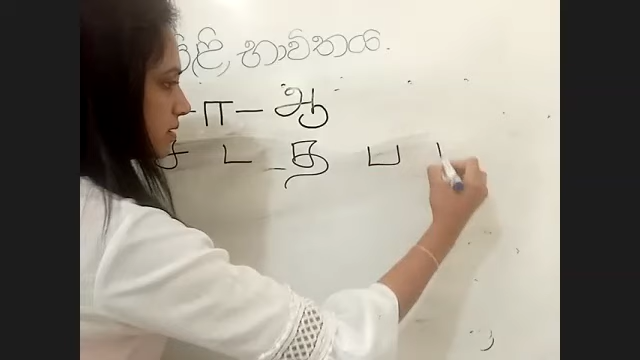 පිළි භාවිතය.
- ா - ஆ
ச ட த ப